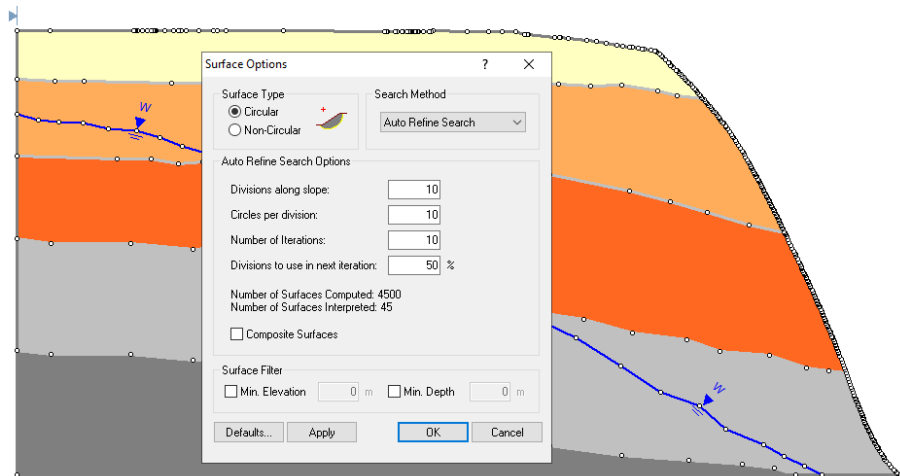 Surface Options
?
Surface Type
Circular
Non-Circular
Search Method
Auto Refine Search
Auto Refine Search Options
Divisions along slope: 10
Circles per division: 10
Number of Iterations: 10
Divisions to use in next iteration: 50 %
Number of Surfaces Computed: 4500
Number of Surfaces Interpreted: 45
Composite Surfaces
Surface Filter
Min. Elevation 0 m Min. Depth 0 m
Defaults... Apply OK Cancel
W
W